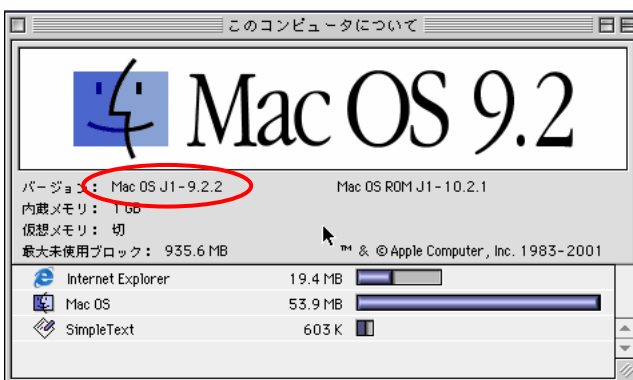 このコンピュータについて
Mac OS 9.2
バージョン： Mac OS J1-9.2.2 Mac OS ROM J1-10.2.1
内蔵メモリ： 1 GB
仮想メモリ： 切
最大未使用ブロック： 935.6 MB ™ & © Apple Computer, Inc. 1983-2001
Internet Explorer 19.4 MB
Mac OS 53.9 MB
SimpleText 603 K